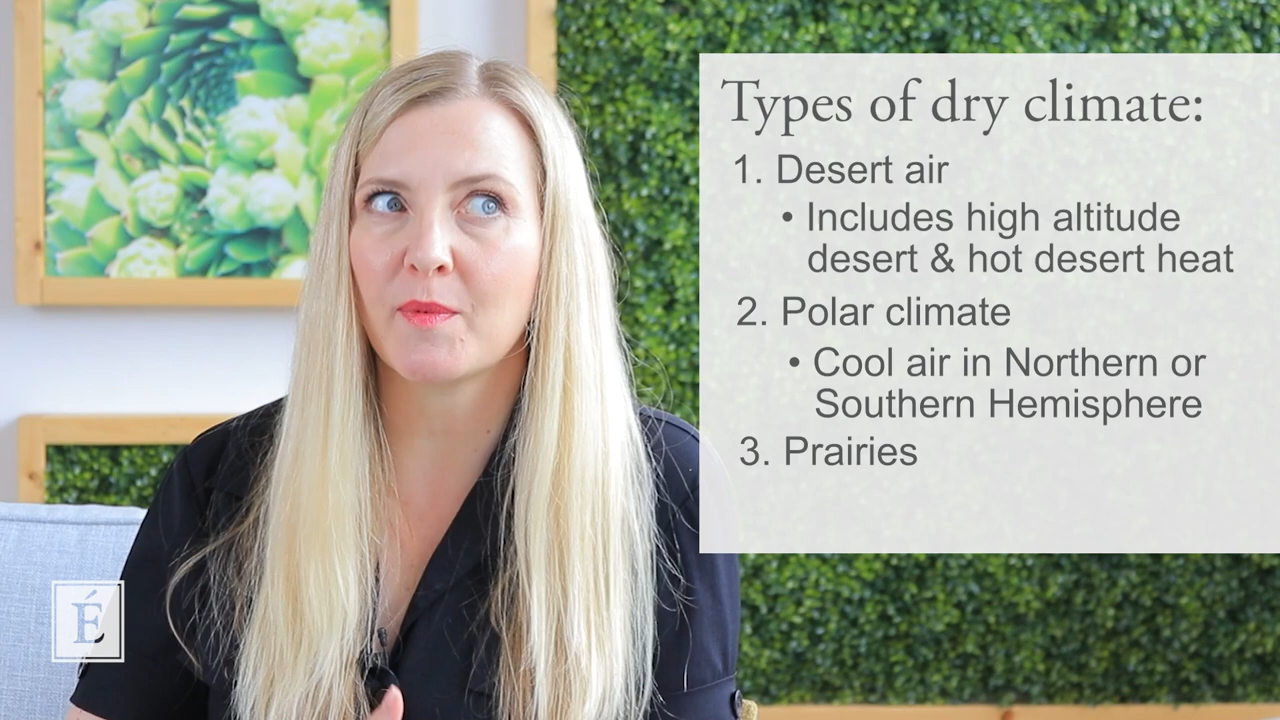 Types of dry climate:
1. Desert air
• Includes high altitude
desert & hot desert heat
2. Polar climate
• Cool air in Northern or
Southern Hemisphere
3. Prairies
É